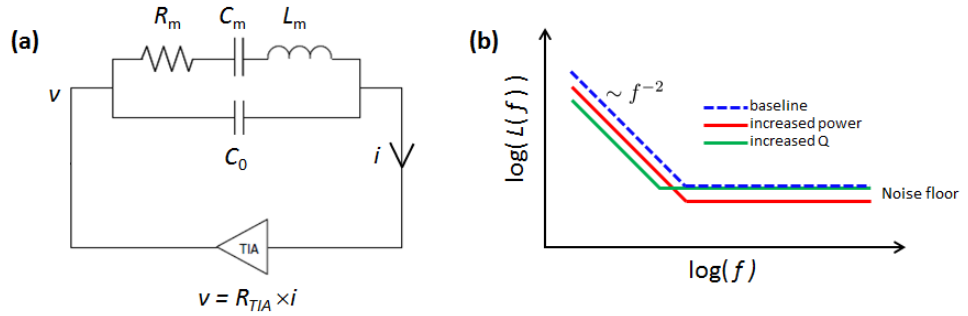 (a)
Rm Cm Lm
v
C0
i
TIA
v = RTIA × i
(b)
log( L(f) )
~ f⁻²
baseline
increased power
increased Q
Noise floor
log(f)